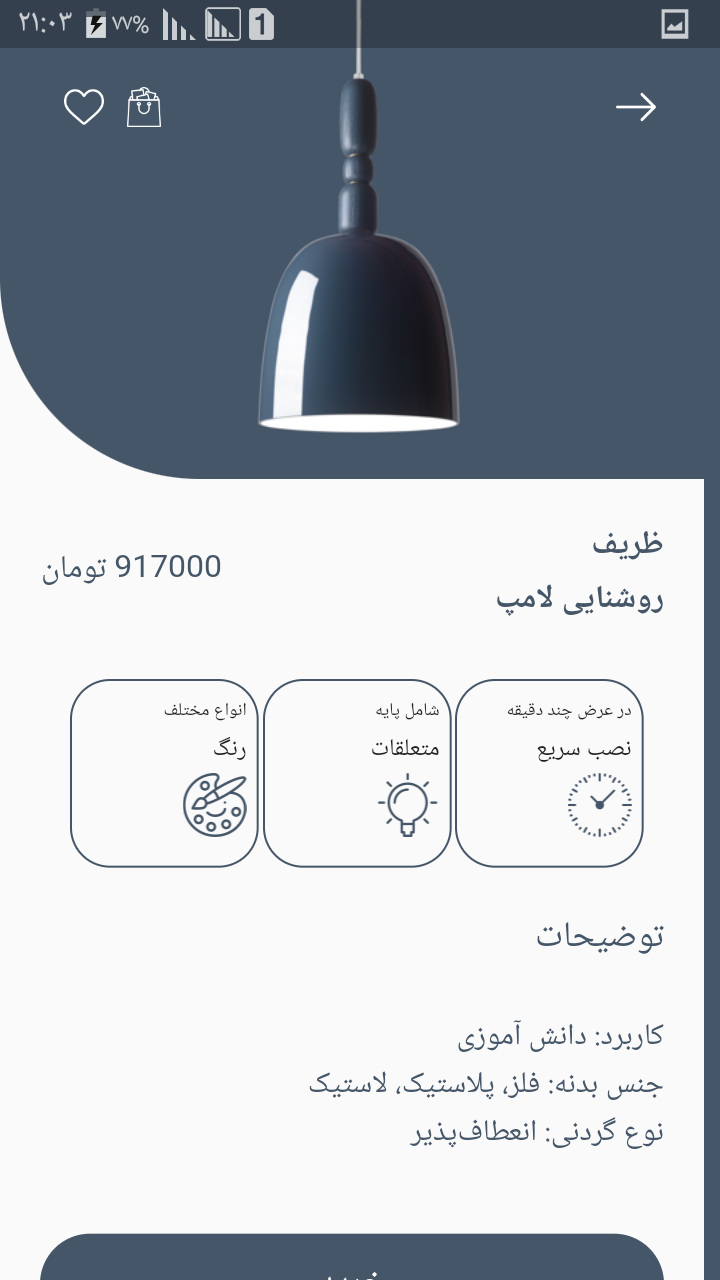 ۲۱:۰۳ ۷۷% 1
ظریف
روشنایی لامپ
917000 تومان
در عرض چند دقیقه
نصب سریع
شامل پایه
متعلقات
انواع مختلف
رنگ
توضیحات
کاربرد: دانش آموزی
جنس بدنه: فلز، پلاستیک، لاستیک
نوع گردنی: انعطاف‌پذیر